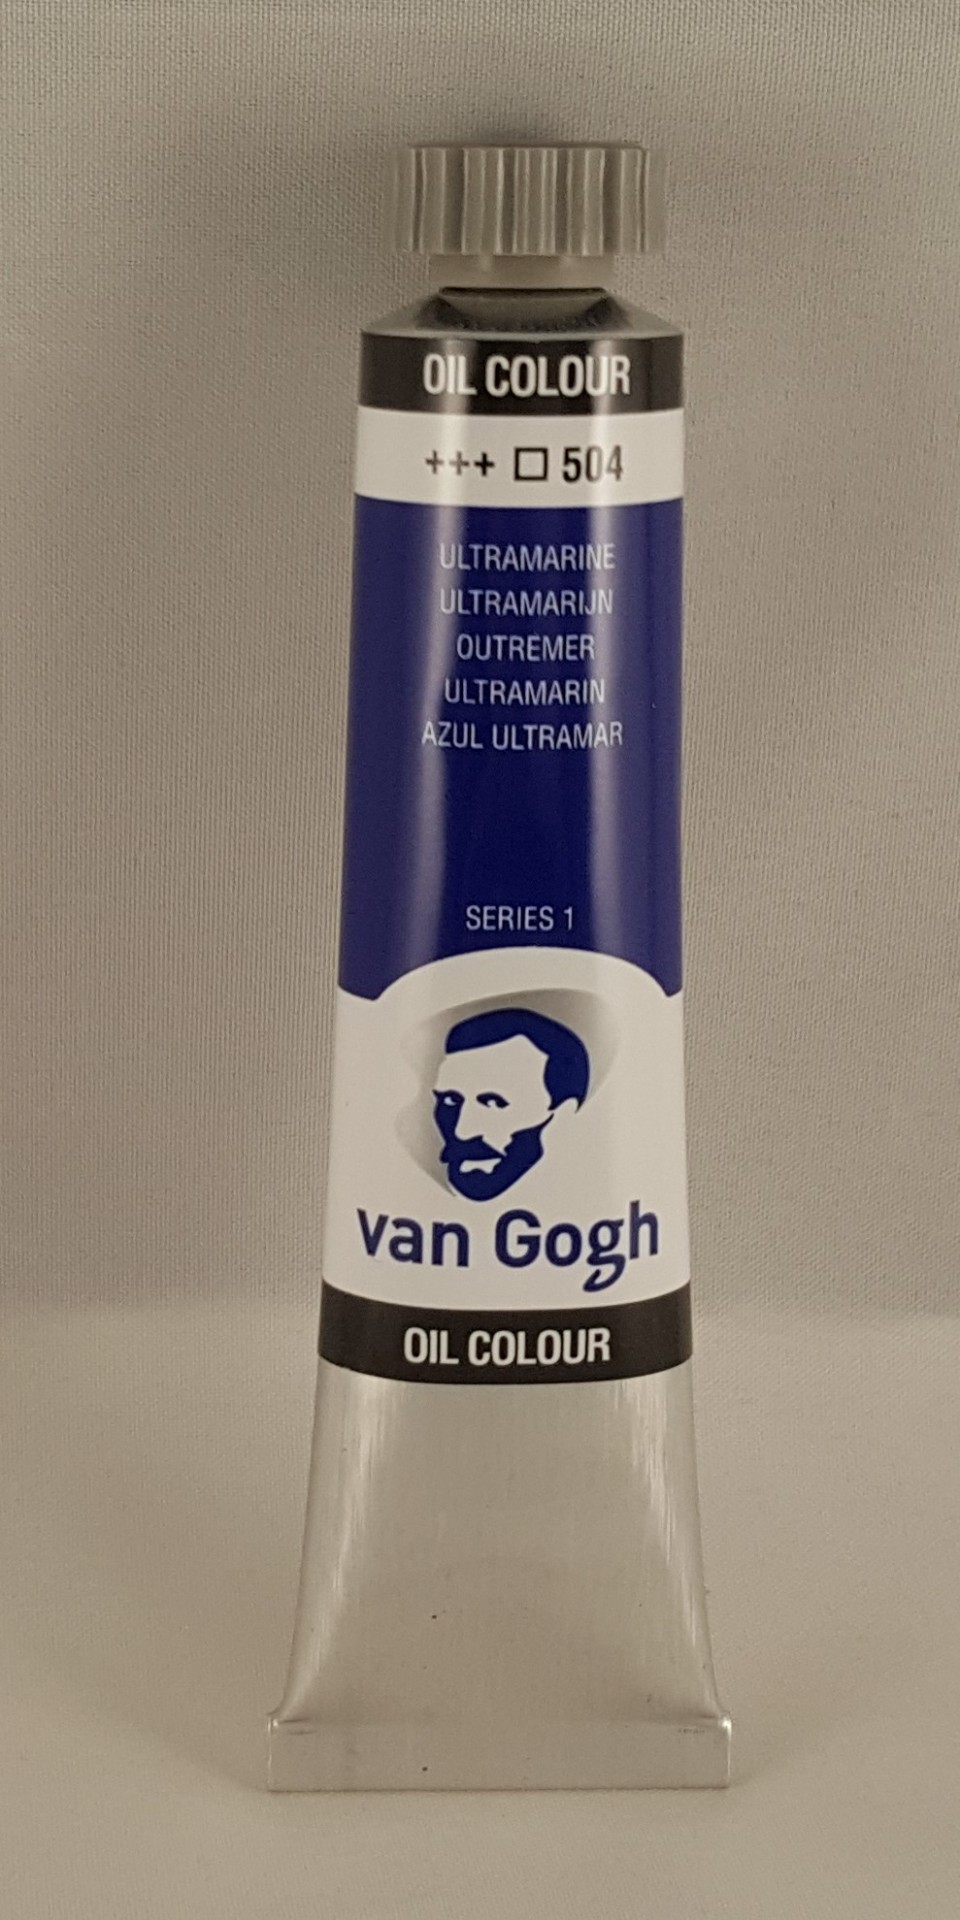 OIL COLOUR
+++ □ 504
ULTRAMARINE
ULTRAMARIJN
OUTREMER
ULTRAMARIN
AZUL ULTRAMAR
SERIES 1
van Gogh
OIL COLOUR